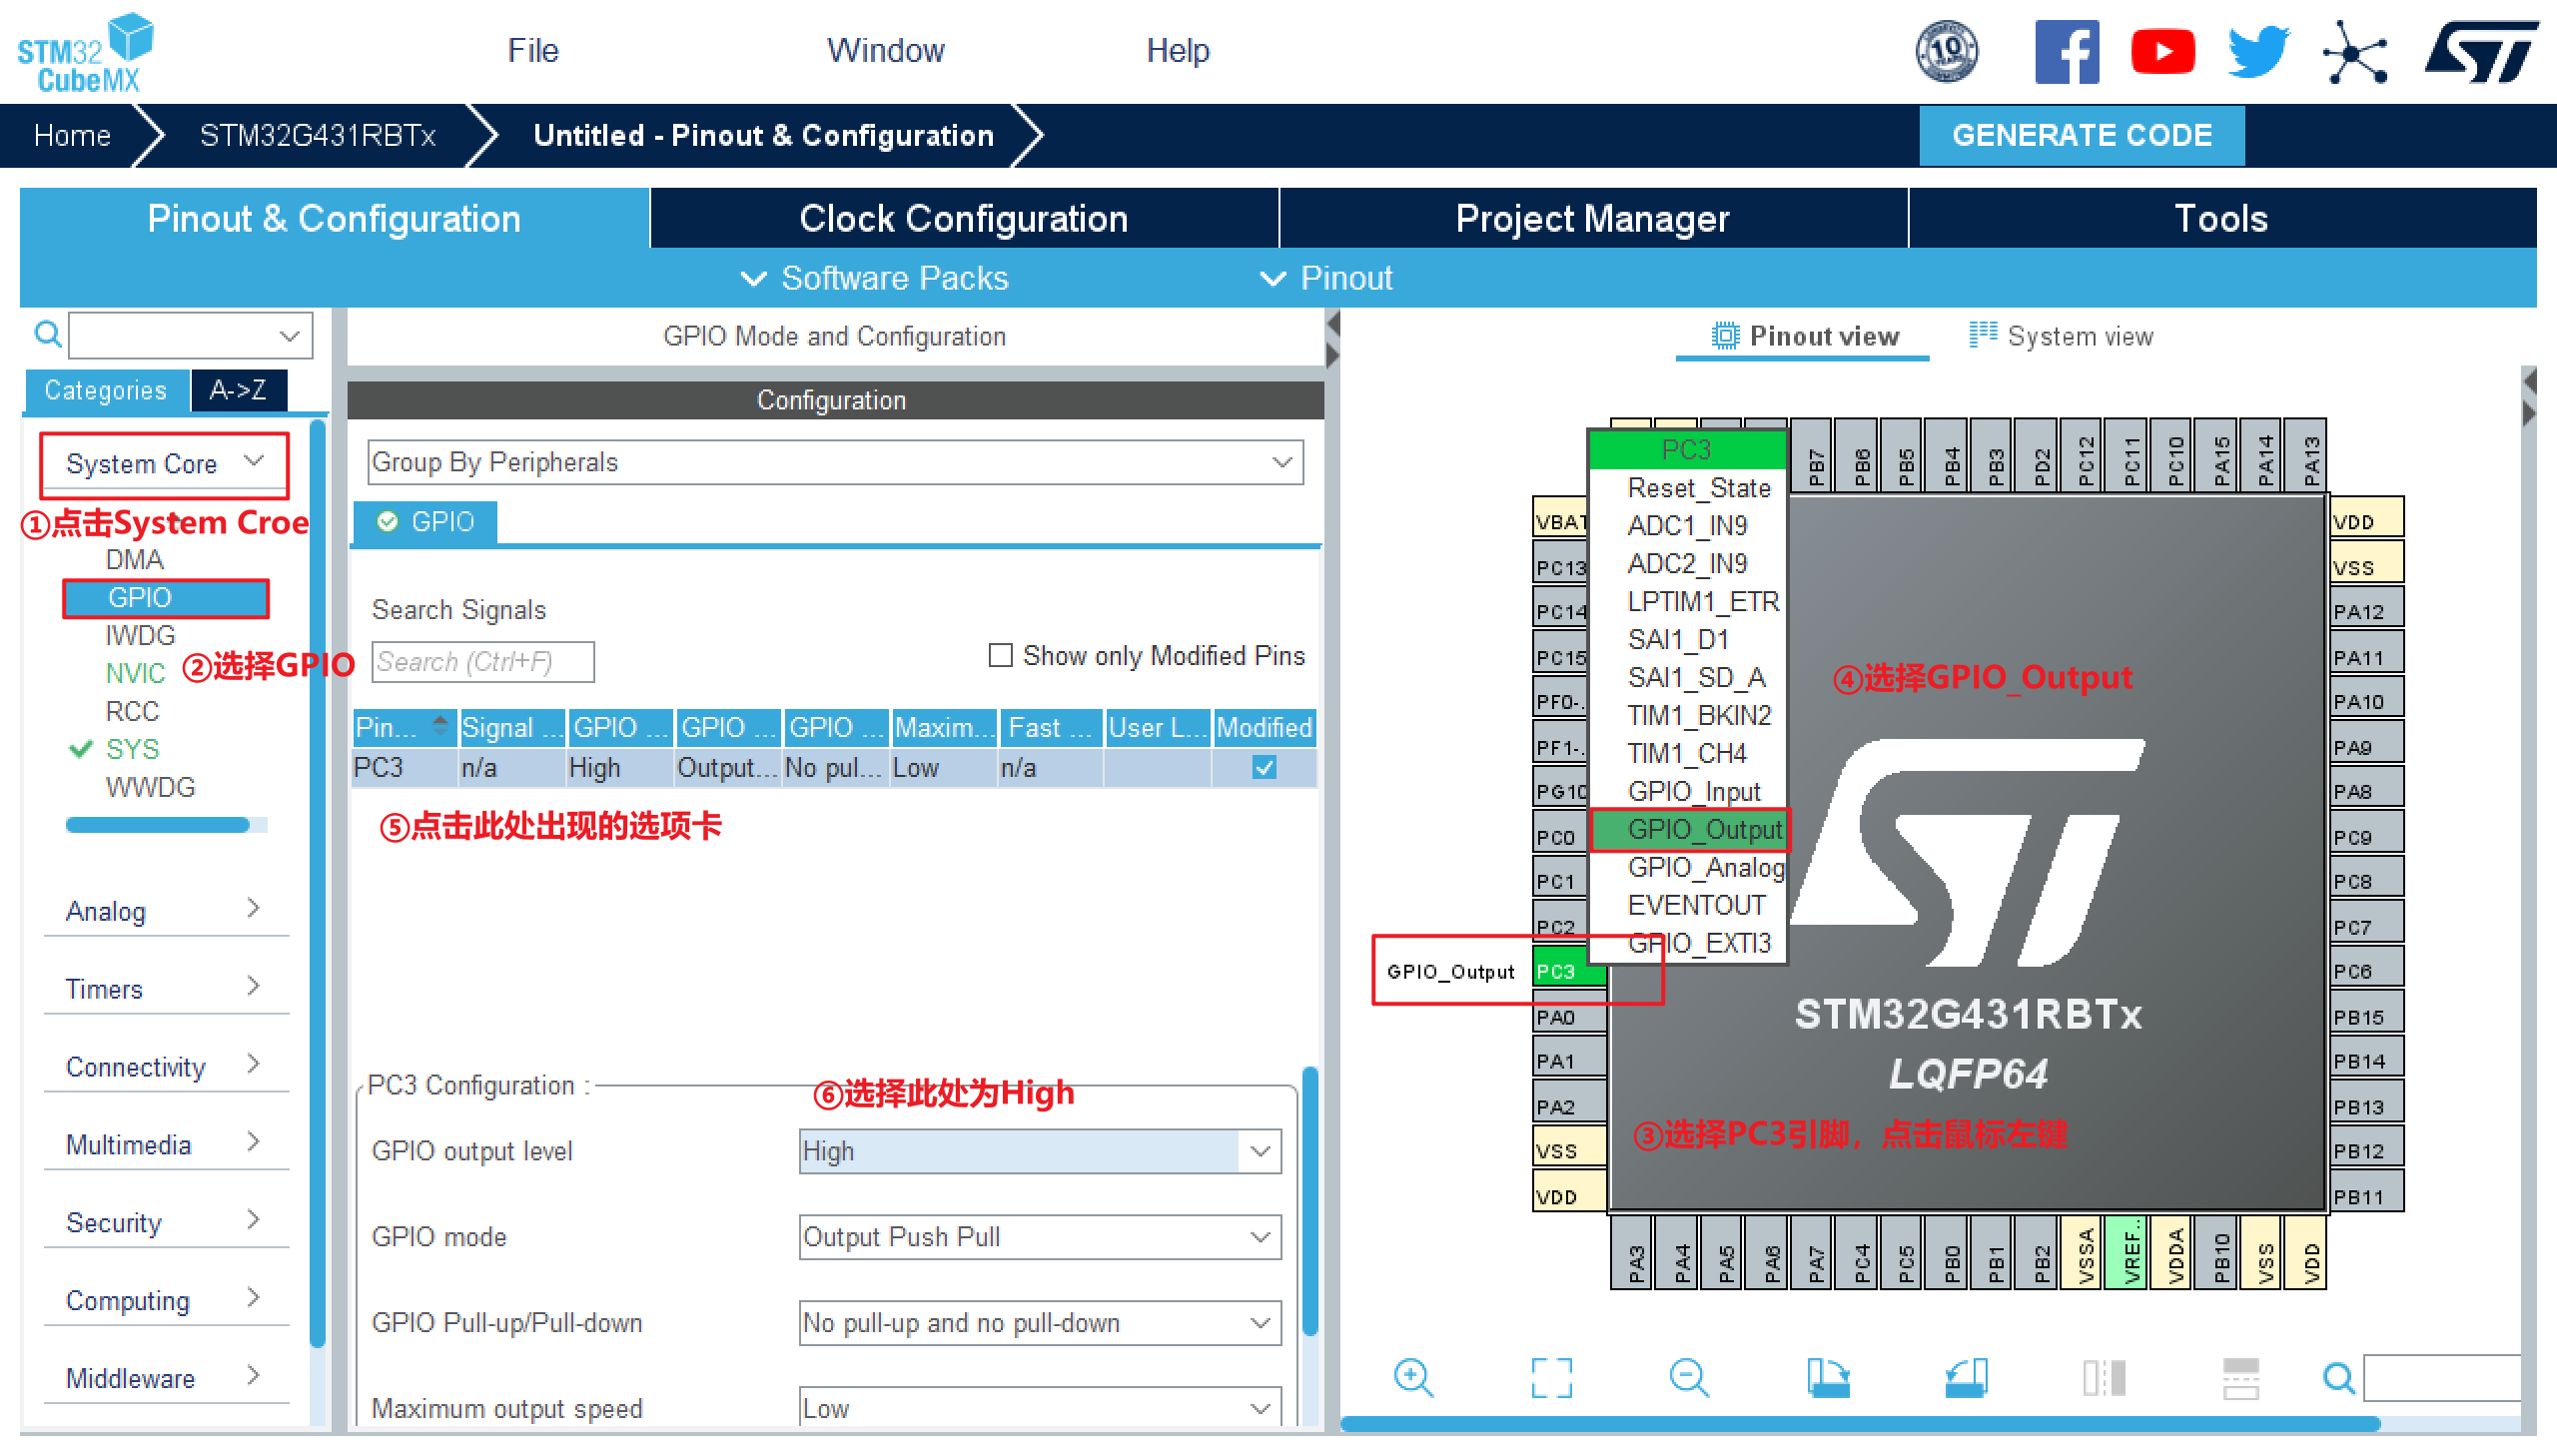 STM32
CubeMX
File
Window
Help
10
YEARS
Home
STM32G431RBTx
Untitled - Pinout & Configuration
GENERATE CODE
Pinout & Configuration
Clock Configuration
Project Manager
Tools
Software Packs
Pinout
GPIO Mode and Configuration
Pinout view
System view
Categories
A->Z
System Core
①点击System Croe
DMA
GPIO
IWDG
NVIC
②选择GPIO
RCC
SYS
WWDG
Analog
Timers
Connectivity
Multimedia
Security
Computing
Middleware
Configuration
Group By Peripherals
GPIO
Search Signals
Search (Ctrl+F)
Show only Modified Pins
Pin...
Signal ...
GPIO ...
GPIO ...
GPIO ...
Maxim...
Fast ...
User L...
Modified
PC3
n/a
High
Output...
No pul...
Low
n/a
⑤点击此处出现的选项卡
PC3 Configuration :
⑥选择此处为High
GPIO output level
High
GPIO mode
Output Push Pull
GPIO Pull-up/Pull-down
No pull-up and no pull-down
Maximum output speed
Low
PC3
Reset_State
ADC1_IN9
ADC2_IN9
LPTIM1_ETR
SAI1_D1
SAI1_SD_A
TIM1_BKIN2
TIM1_CH4
GPIO_Input
GPIO_Output
GPIO_Analog
EVENTOUT
GPIO_EXTI3
PB7
PB6
PB5
PB4
PB3
PD2
PC12
PC11
PC10
PA15
PA14
PA13
VBAT
PC13
PC14
PC15
PF0-..
PF1-..
PG10
PC0
PC1
PC2
GPIO_Output
PC3
PA0
PA1
PA2
VSS
VDD
④选择GPIO_Output
ST
STM32G431RBTx
LQFP64
③选择PC3引脚，点击鼠标左键
VDD
VSS
PA12
PA11
PA10
PA9
PA8
PC9
PC8
PC7
PC6
PB15
PB14
PB13
PB12
PB11
PA3
PA4
PA5
PA6
PA7
PC4
PC5
PB0
PB1
PB2
VSSA
VREF..
VDDA
PB10
VSS
VDD